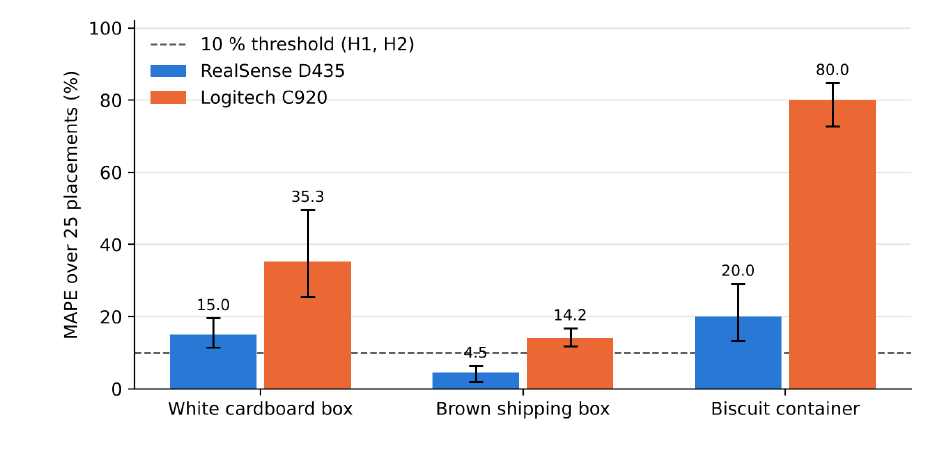 100
80
60
40
20
0
MAPE over 25 placements (%)
10 % threshold (H1, H2)
RealSense D435
Logitech C920
15.0
35.3
4.5
14.2
20.0
80.0
White cardboard box
Brown shipping box
Biscuit container